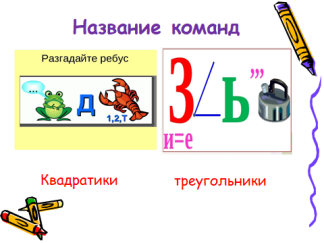 Название команд
Разгадайте ребус
...
Д
1,2,Т
З ь ,,,
и=е
Квадратики
треугольники